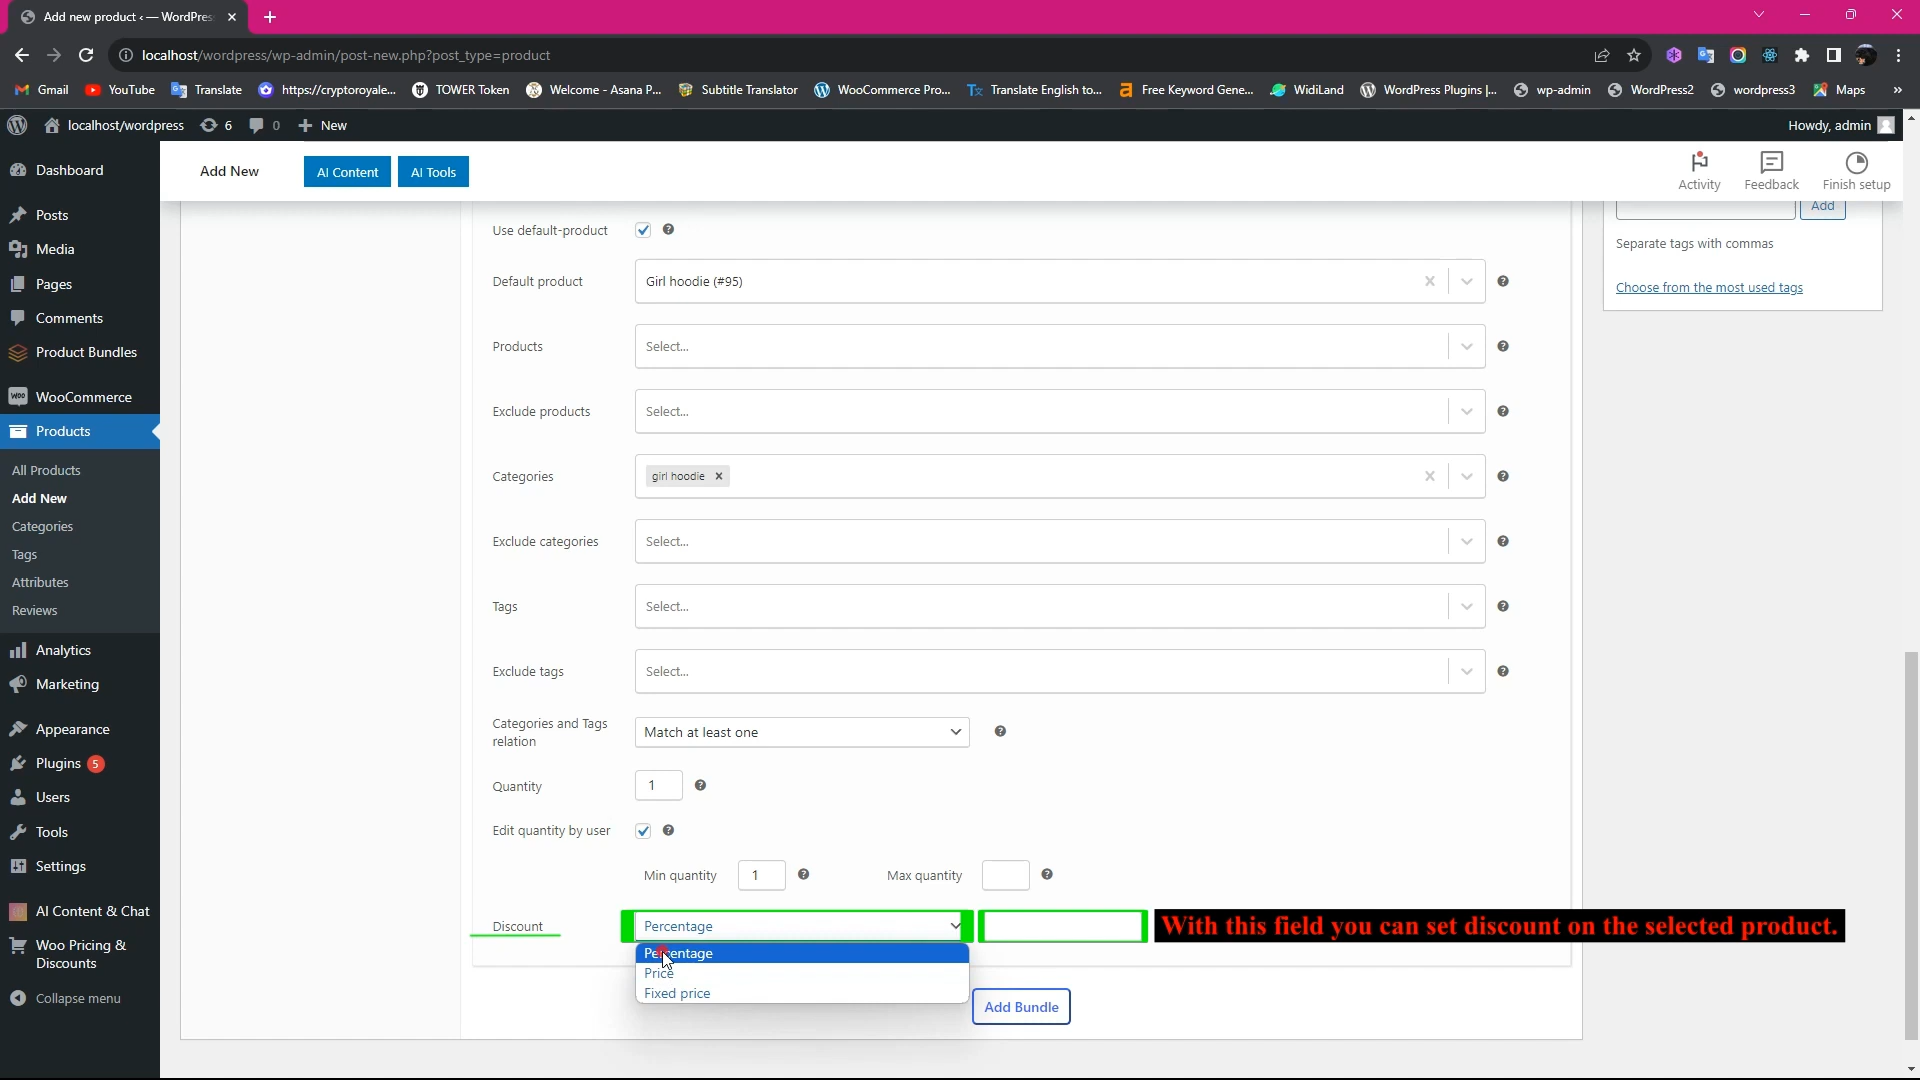 Add new product ‹ — WordPres
localhost/wordpress/wp-admin/post-new.php?post_type=product
Gmail
YouTube
Translate
https://cryptoroyale...
TOWER Token
Welcome - Asana P...
Subtitle Translator
WooCommerce Pro...
Translate English to...
Free Keyword Gene...
WidiLand
WordPress Plugins |...
wp-admin
WordPress2
wordpress3
Maps
»
localhost/wordpress
6
0
New
Howdy, admin
Dashboard
Posts
Media
Pages
Comments
Product Bundles
WooCommerce
Products
All Products
Add New
Categories
Tags
Attributes
Reviews
Analytics
Marketing
Appearance
Plugins 5
Users
Tools
Settings
AI Content & Chat
Woo Pricing &
Discounts
Collapse menu
Add New
AI Content
AI Tools
Activity
Feedback
Finish setup
Add
Separate tags with commas
Choose from the most used tags
Use default-product
Default product
Girl hoodie (#95)
Products
Select...
Exclude products
Select...
Categories
girl hoodie
Exclude categories
Select...
Tags
Select...
Exclude tags
Select...
Categories and Tags
relation
Match at least one
Quantity
1
Edit quantity by user
Min quantity
1
Max quantity
Discount
Percentage
With this field you can set discount on the selected product.
Percentage
Price
Fixed price
Add Bundle